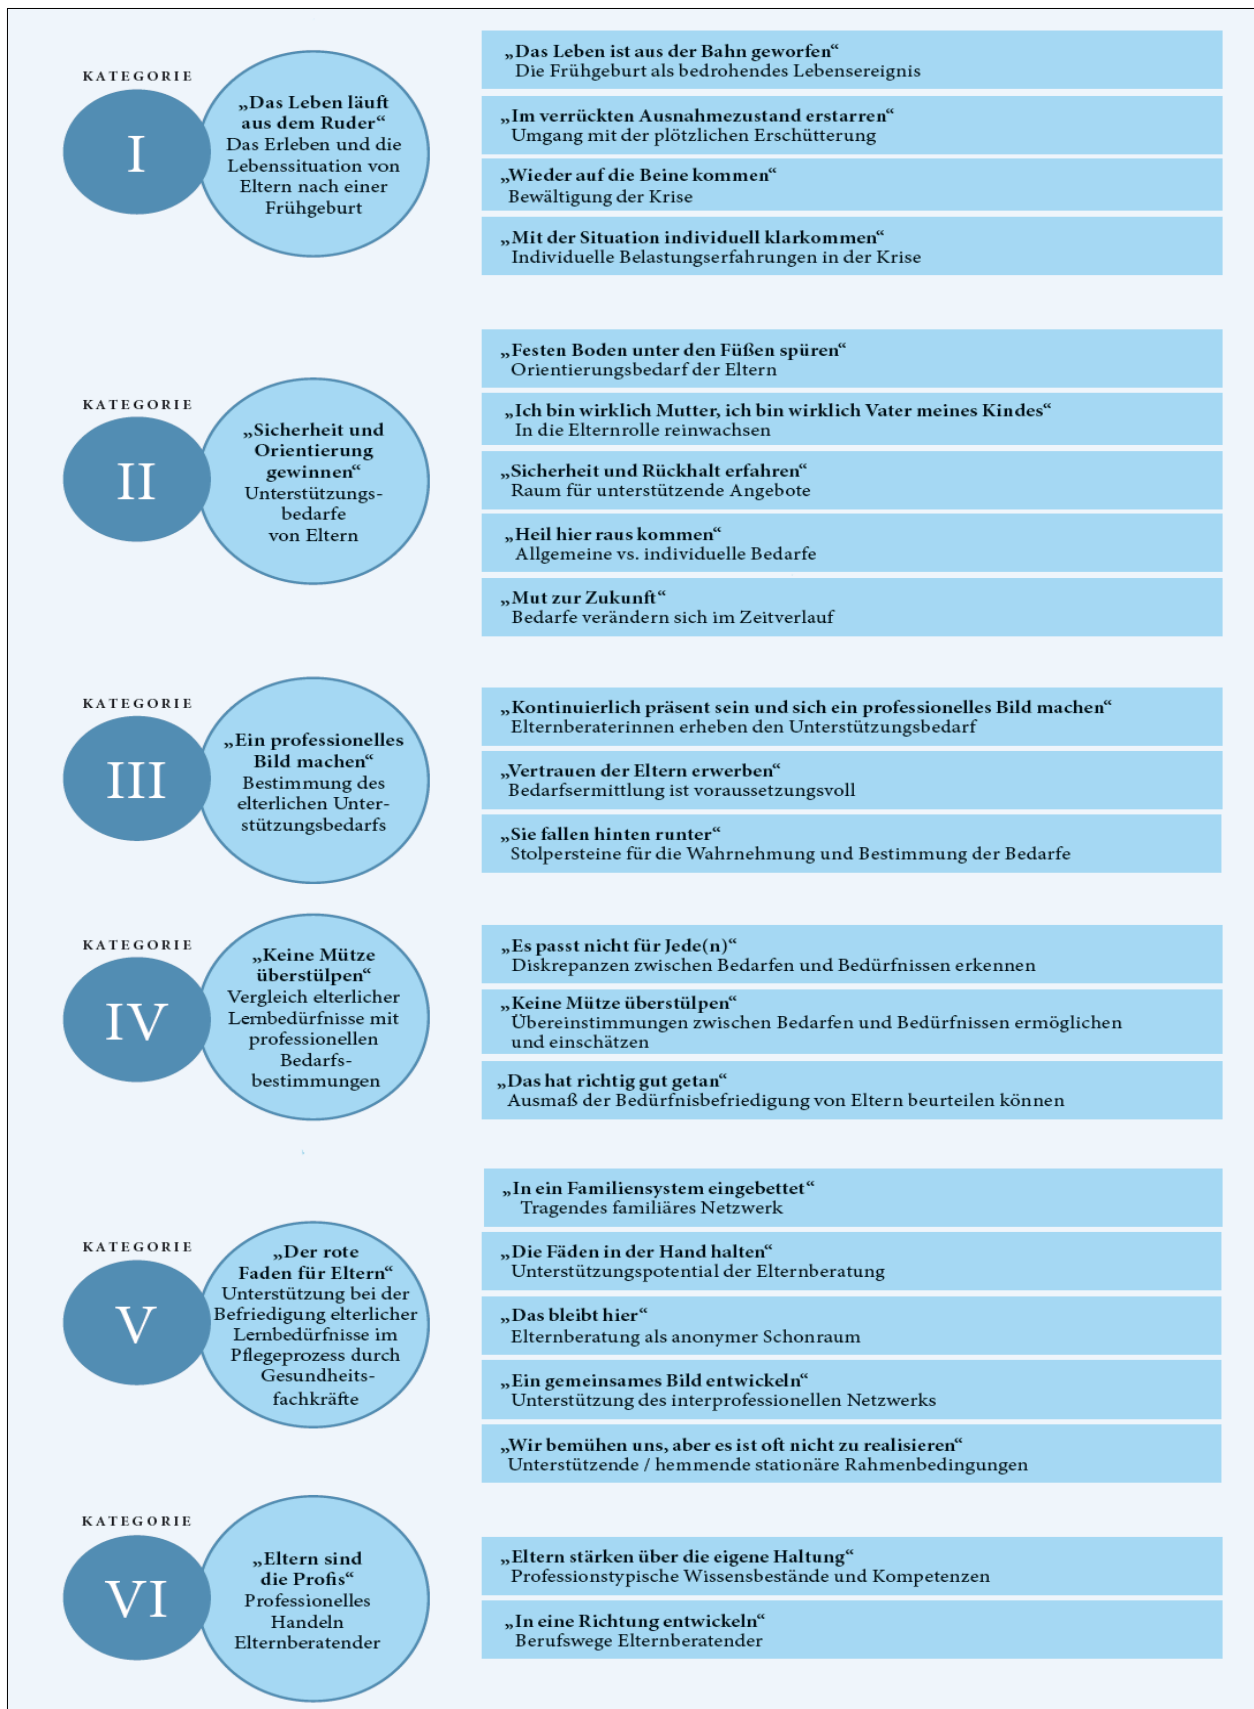 KATEGORIE
I
„Das Leben läuft
aus dem Ruder“
Das Erleben und die
Lebenssituation von
Eltern nach einer
Frühgeburt
„Das Leben ist aus der Bahn geworfen“
Die Frühgeburt als bedrohendes Lebensereignis
„Im verrückten Ausnahmezustand erstarren“
Umgang mit der plötzlichen Erschütterung
„Wieder auf die Beine kommen“
Bewältigung der Krise
„Mit der Situation individuell klarkommen“
Individuelle Belastungserfahrungen in der Krise
KATEGORIE
II
„Sicherheit und
Orientierung
gewinnen“
Unterstützungs-
bedarfe
von Eltern
„Festen Boden unter den Füßen spüren“
Orientierungsbedarf der Eltern
„Ich bin wirklich Mutter, ich bin wirklich Vater meines Kindes“
In die Elternrolle reinwachsen
„Sicherheit und Rückhalt erfahren“
Raum für unterstützende Angebote
„Heil hier raus kommen“
Allgemeine vs. individuelle Bedarfe
„Mut zur Zukunft“
Bedarfe verändern sich im Zeitverlauf
KATEGORIE
III
„Ein professionelles
Bild machen“
Bestimmung des
elterlichen Unter-
stützungsbedarfs
„Kontinuierlich präsent sein und sich ein professionelles Bild machen“
Elternberaterinnen erheben den Unterstützungsbedarf
„Vertrauen der Eltern erwerben“
Bedarfsermittlung ist voraussetzungsvoll
„Sie fallen hinten runter“
Stolpersteine für die Wahrnehmung und Bestimmung der Bedarfe
KATEGORIE
IV
„Keine Mütze
überstülpen“
Vergleich elterlicher
Lernbedürfnisse mit
professionellen
Bedarfs-
bestimmungen
„Es passt nicht für Jede(n)“
Diskrepanzen zwischen Bedarfen und Bedürfnissen erkennen
„Keine Mütze überstülpen“
Übereinstimmungen zwischen Bedarfen und Bedürfnissen ermöglichen
und einschätzen
„Das hat richtig gut getan“
Ausmaß der Bedürfnisbefriedigung von Eltern beurteilen können
KATEGORIE
V
„Der rote
Faden für Eltern“
Unterstützung bei der
Befriedigung elterlicher
Lernbedürfnisse im
Pflegeprozess durch
Gesundheits-
fachkräfte
„In ein Familiensystem eingebettet“
Tragendes familiäres Netzwerk
„Die Fäden in der Hand halten“
Unterstützungspotential der Elternberatung
„Das bleibt hier“
Elternberatung als anonymer Schonraum
„Ein gemeinsames Bild entwickeln“
Unterstützung des interprofessionellen Netzwerks
„Wir bemühen uns, aber es ist oft nicht zu realisieren“
Unterstützende / hemmende stationäre Rahmenbedingungen
KATEGORIE
VI
„Eltern sind
die Profis“
Professionelles
Handeln
Elternberatender
„Eltern stärken über die eigene Haltung“
Professionstypische Wissensbestände und Kompetenzen
„In eine Richtung entwickeln“
Berufswege Elternberatender